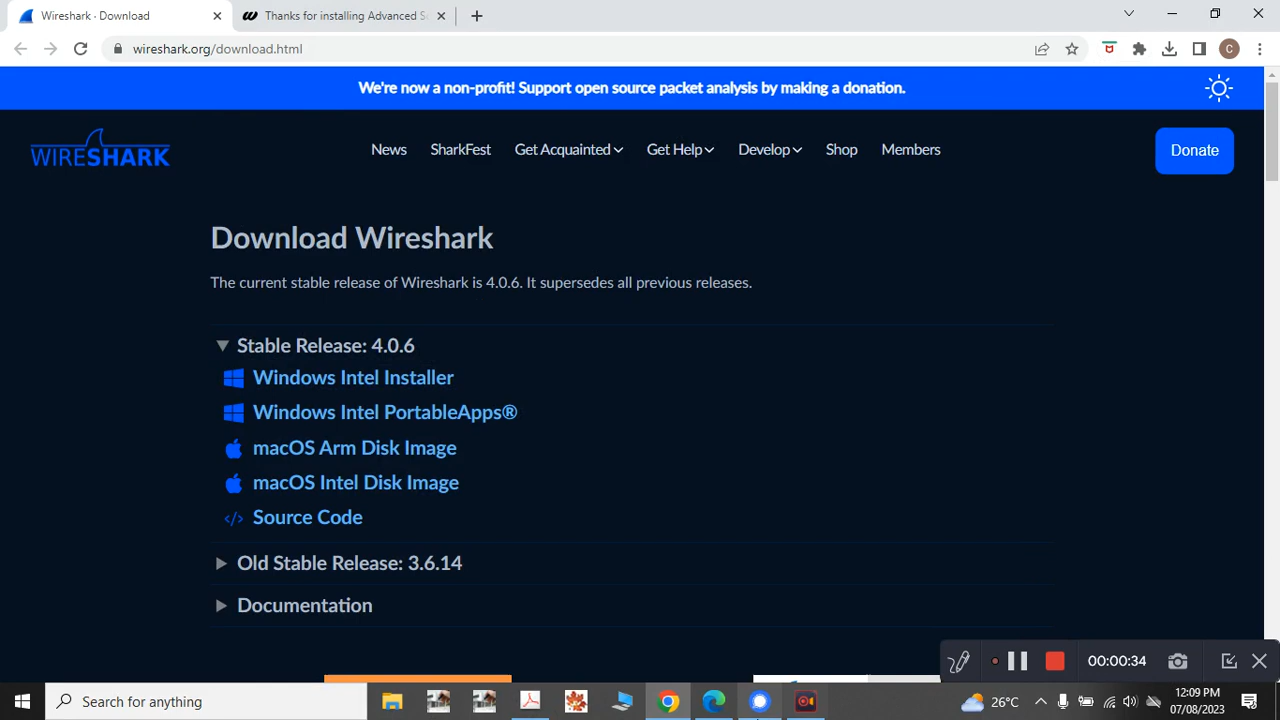 Wireshark · Download
Thanks for installing Advanced S
wireshark.org/download.html
C
We're now a non-profit! Support open source packet analysis by making a donation.
WIRESHARK
News
SharkFest
Get Acquainted
Get Help
Develop
Shop
Members
Donate
Download Wireshark
The current stable release of Wireshark is 4.0.6. It supersedes all previous releases.
Stable Release: 4.0.6
Windows Intel Installer
Windows Intel PortableApps®
macOS Arm Disk Image
macOS Intel Disk Image
</> Source Code
Old Stable Release: 3.6.14
Documentation
00:00:34
Search for anything
26°C
12:09 PM
07/08/2023